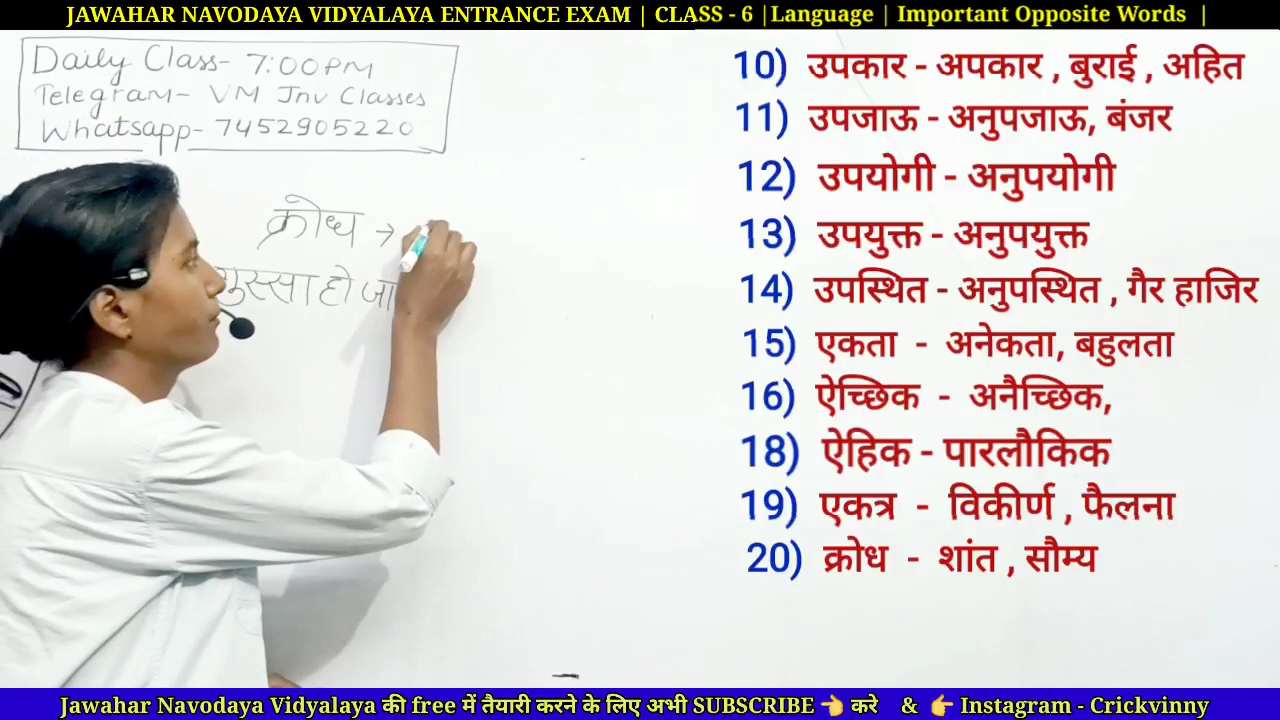 JAWAHAR NAVODAYA VIDYALAYA ENTRANCE EXAM | CLASS - 6 |Language | Important Opposite Words |
Daily Class- 7:00PM
Telegram- VM Jnv Classes
Whatsapp- 7452905220
क्रोध →
गुस्सा हो जा
10) उपकार - अपकार , बुराई , अहित
11) उपजाऊ - अनुपजाऊ, बंजर
12) उपयोगी - अनुपयोगी
13) उपयुक्त - अनुपयुक्त
14) उपस्थित - अनुपस्थित , गैर हाजिर
15) एकता - अनेकता, बहुलता
16) ऐच्छिक - अनैच्छिक,
18) ऐहिक - पारलौकिक
19) एकत्र - विकीर्ण , फैलना
20) क्रोध - शांत , सौम्य
Jawahar Navodaya Vidyalaya की free में तैयारी करने के लिए अभी SUBSCRIBE 👈 करे & 👉 Instagram - Crickvinny